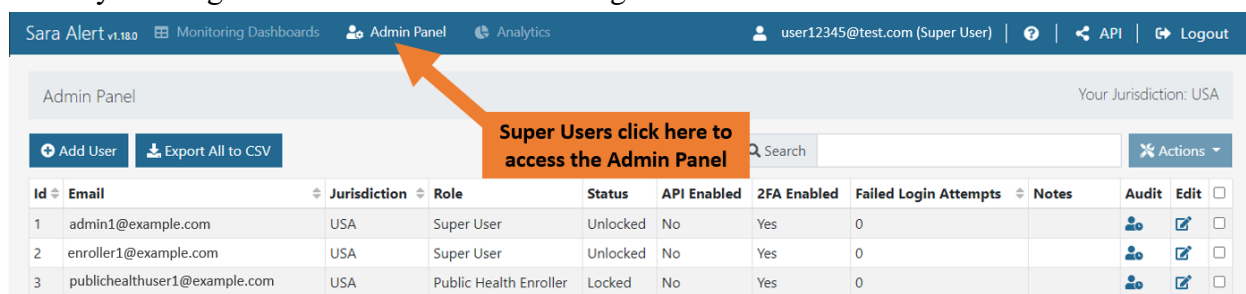 Sara Alert v1.18.0 Monitoring Dashboards Admin Panel Analytics user12345@test.com (Super User) | ? | API | Logout
Admin Panel Your Jurisdiction: USA
Super Users click here to
access the Admin Panel
Add User Export All to CSV Search Actions
Id Email Jurisdiction Role Status API Enabled 2FA Enabled Failed Login Attempts Notes Audit Edit
1 admin1@example.com USA Super User Unlocked No Yes 0
2 enroller1@example.com USA Super User Unlocked No Yes 0
3 publichealthuser1@example.com USA Public Health Enroller Locked No Yes 0